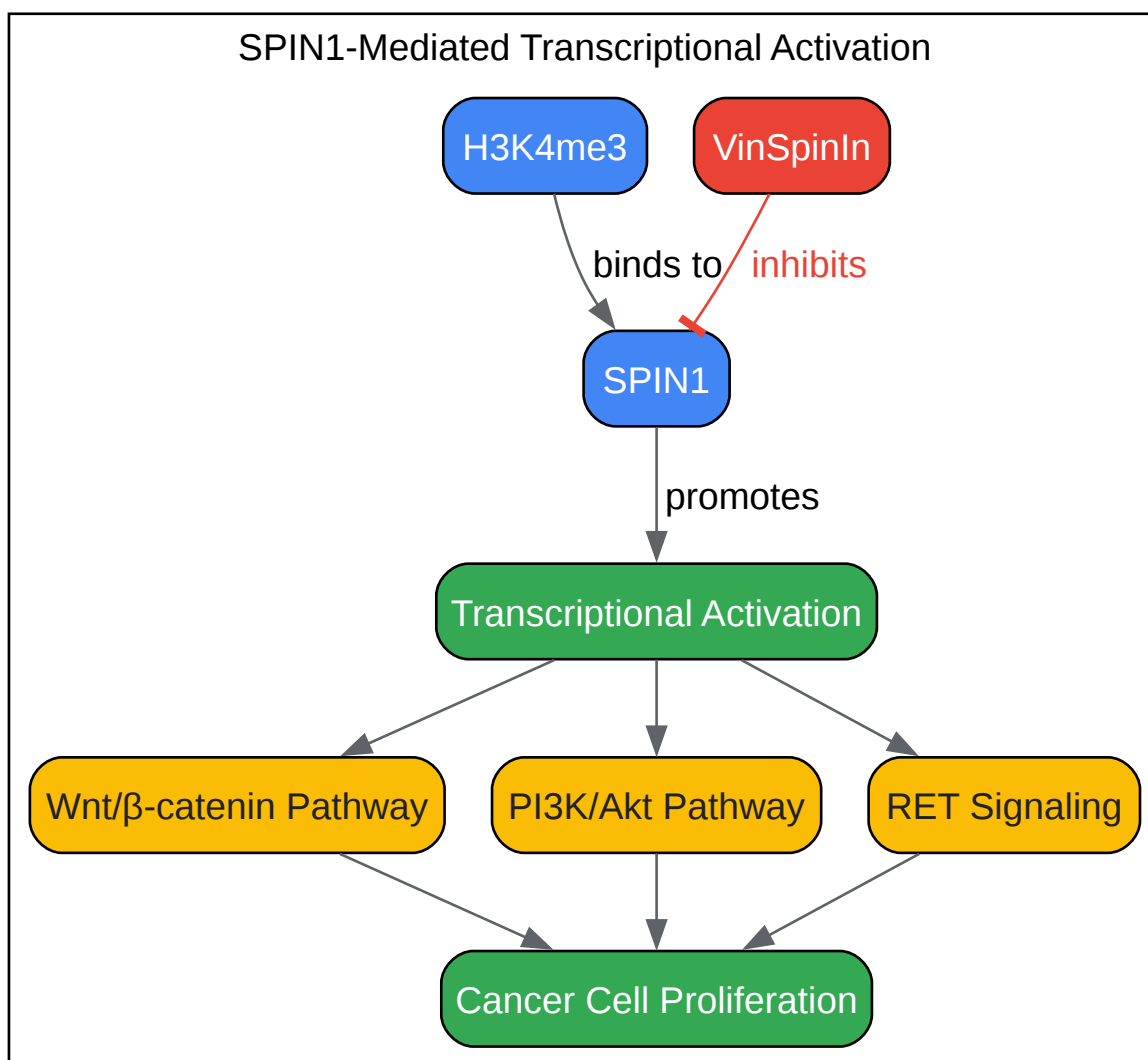 SPIN1-Mediated Transcriptional Activation
H3K4me3
VinSpinIn
binds to
inhibits
SPIN1
promotes
Transcriptional Activation
Wnt/β-catenin Pathway
PI3K/Akt Pathway
RET Signaling
Cancer Cell Proliferation